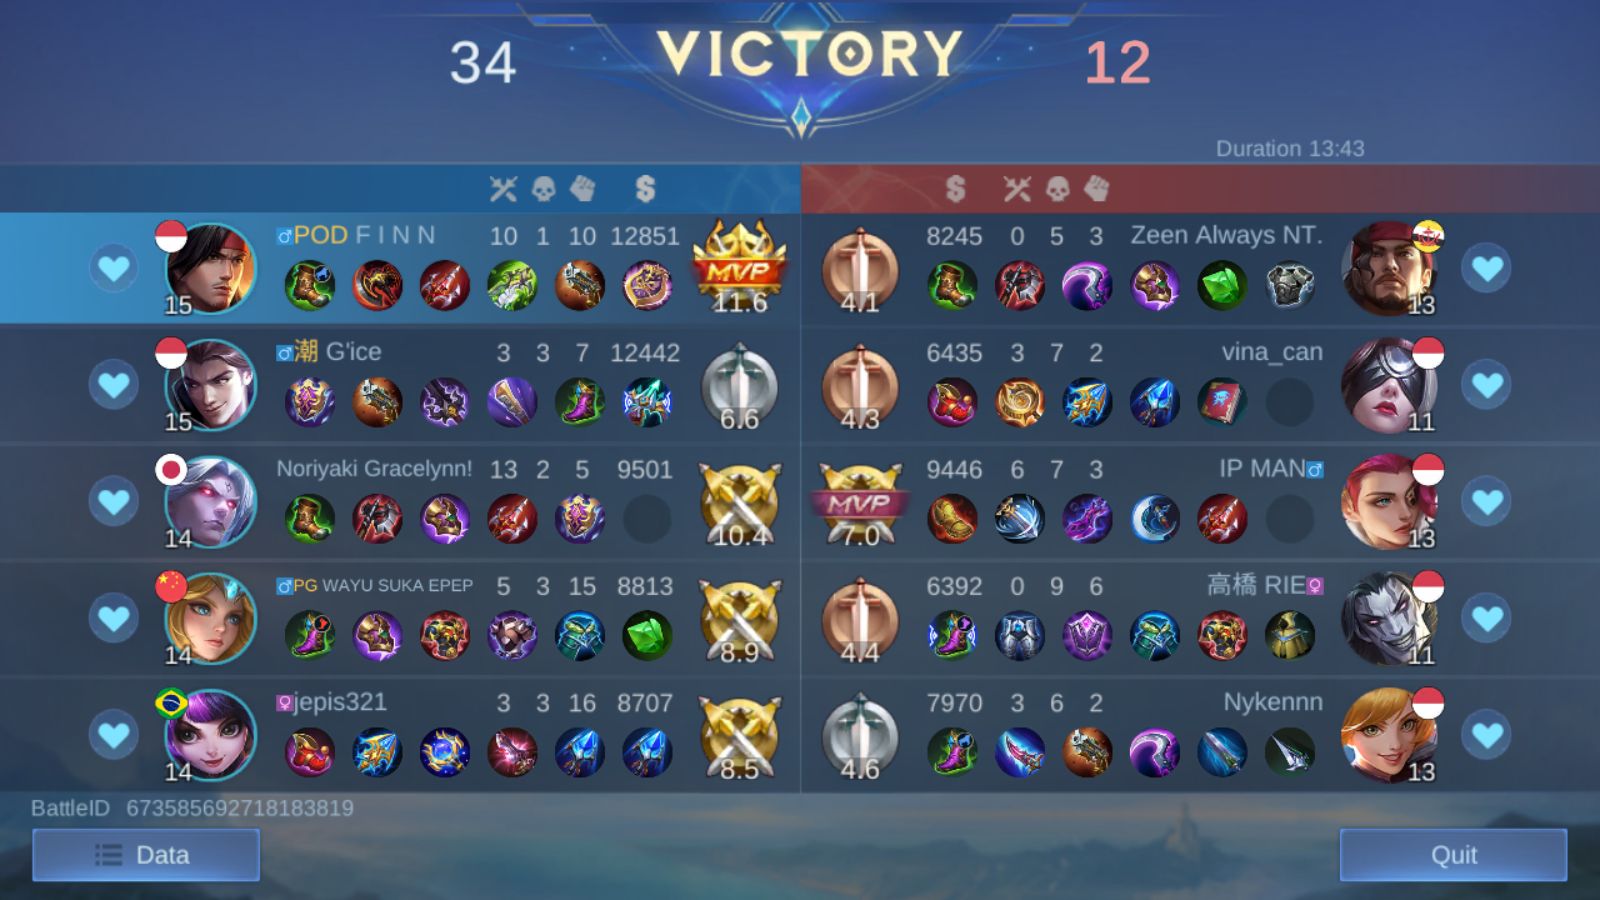 34 VICTORY 12
Duration 13:43
POD F I N N 10 1 10 12851 MVP 11.6 15
4.1 8245 0 5 3 Zeen Always NT. 13
潮 G'ice 3 3 7 12442 6.6 15
4.3 6435 3 7 2 vina_can 11
Noriyaki Gracelynn! 13 2 5 9501 10.4 14
MVP 7.0 9446 6 7 3 IP MAN 13
PG WAYU SUKA EPEP 5 3 15 8813 8.9 14
4.4 6392 0 9 6 高橋 RIE 11
jepis321 3 3 16 8707 8.5 14
4.6 7970 3 6 2 Nykennn 13
BattleID 673585692718183819
Data
Quit